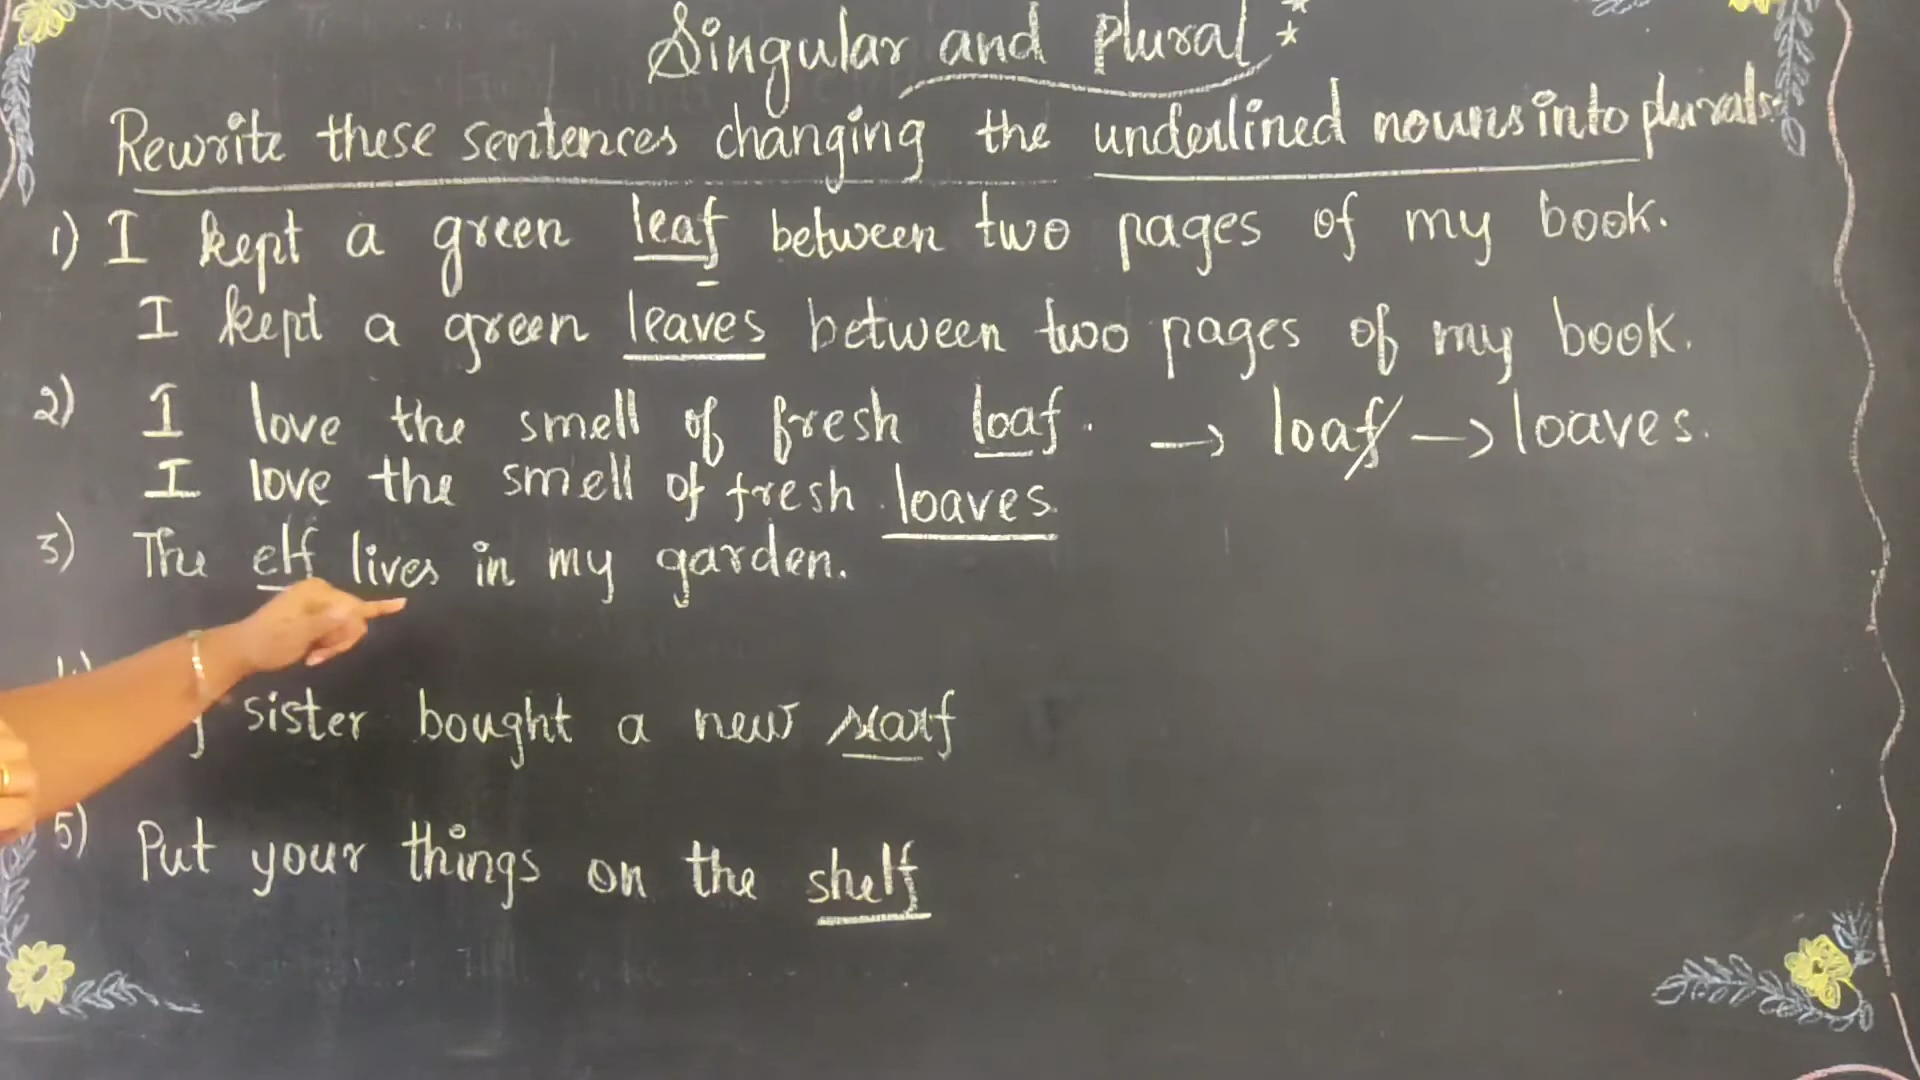 Singular and Plural
Rewrite these sentences changing the underlined nouns into plurals.
1) I kept a green leaf between two pages of my book.
I kept a green leaves between two pages of my book.
2) I love the smell of fresh loaf. → loaf → loaves.
I love the smell of fresh loaves.
3) The elf lives in my garden.
sister bought a new scarf
5) Put your things on the shelf